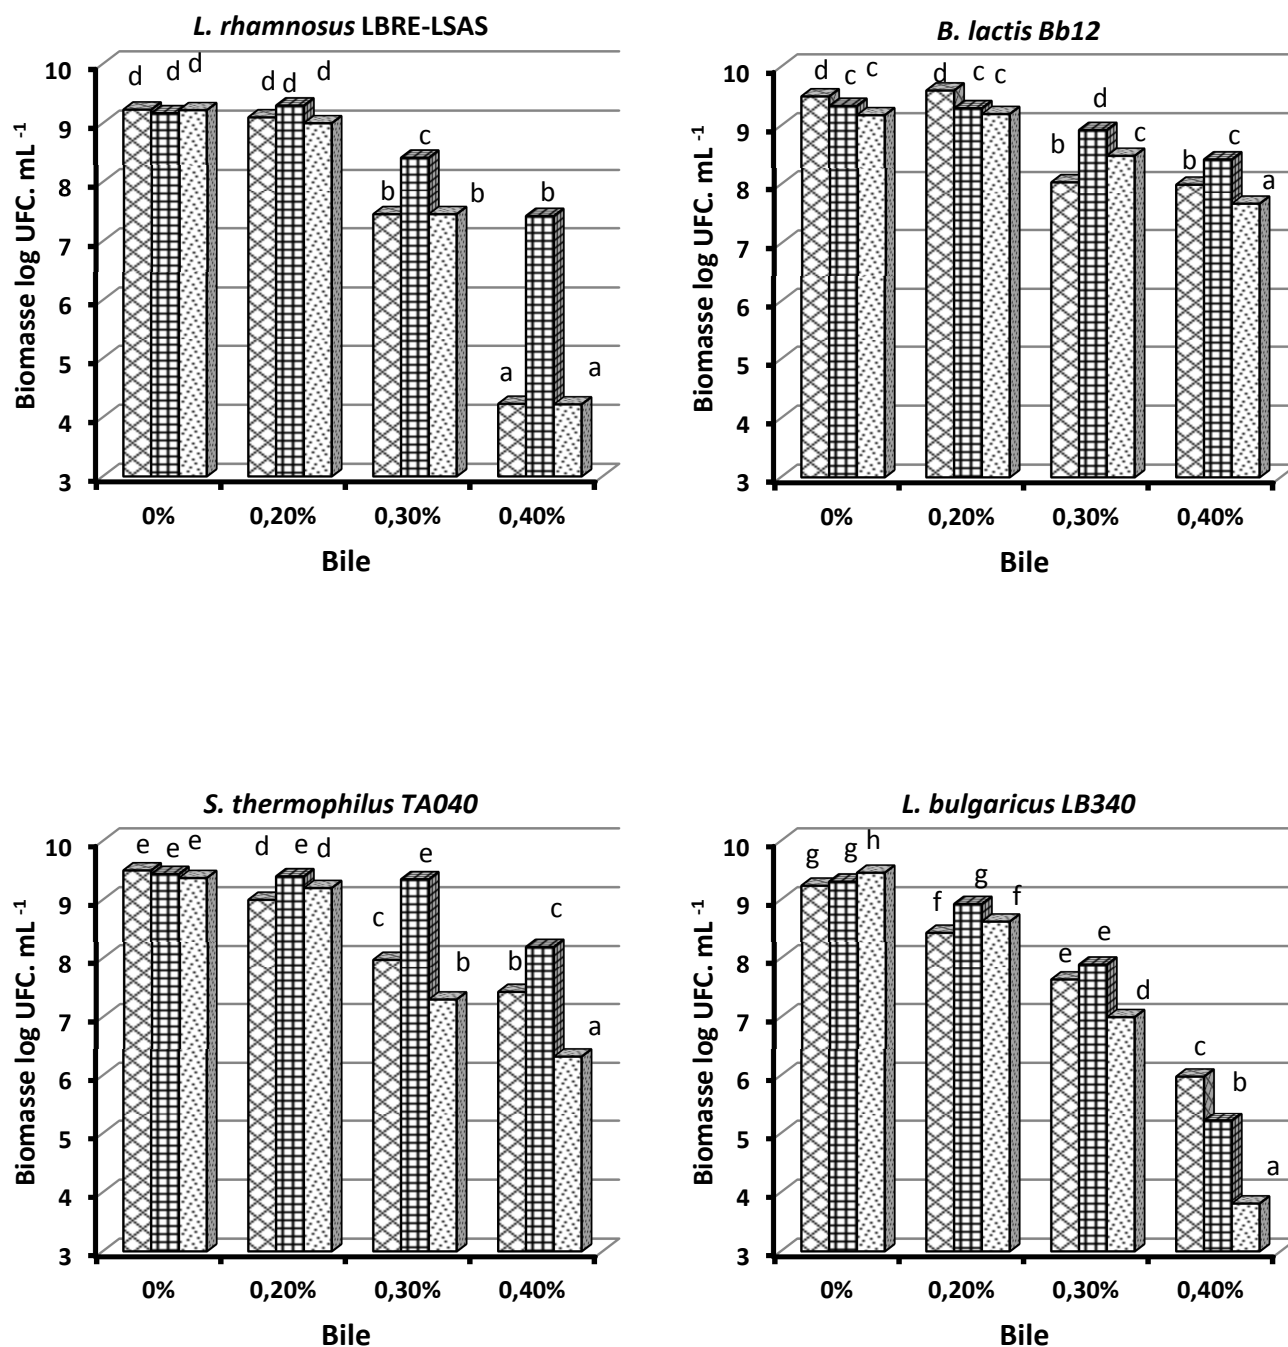 L. rhamnosus LBRE-LSAS
Biomasse log UFC. mL -1
10
9
8
7
6
5
4
3
d d d
d d d
b c b
a b a
0% 0,20% 0,30% 0,40%
Bile
B. lactis Bb12
Biomasse log UFC. mL -1
10
9
8
7
6
5
4
3
d c c
d c c
b d c
b c a
0% 0,20% 0,30% 0,40%
Bile
S. thermophilus TA040
Biomasse log UFC. mL -1
10
9
8
7
6
5
4
3
e e e
d e d
c e b
b c a
0% 0,20% 0,30% 0,40%
Bile
L. bulgaricus LB340
Biomasse log UFC. mL -1
10
9
8
7
6
5
4
3
g g h
f g f
e e d
c b a
0% 0,20% 0,30% 0,40%
Bile